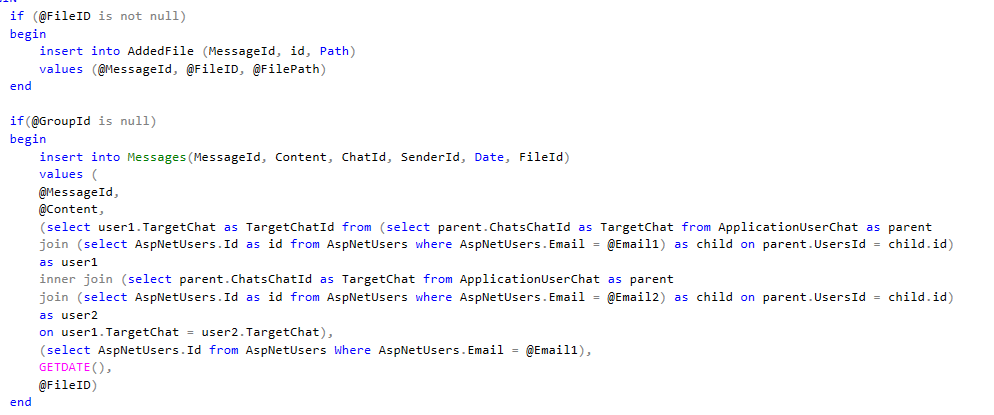 if (@FileID is not null)
begin
insert into AddedFile (MessageId, id, Path)
values (@MessageId, @FileID, @FilePath)
end
if(@GroupId is null)
begin
insert into Messages(MessageId, Content, ChatId, SenderId, Date, FileId)
values (
@MessageId,
@Content,
(select user1.TargetChat as TargetChatId from (select parent.ChatsChatId as TargetChat from ApplicationUserChat as parent
join (select AspNetUsers.Id as id from AspNetUsers where AspNetUsers.Email = @Email1) as child on parent.UsersId = child.id)
as user1
inner join (select parent.ChatsChatId as TargetChat from ApplicationUserChat as parent
join (select AspNetUsers.Id as id from AspNetUsers where AspNetUsers.Email = @Email2) as child on parent.UsersId = child.id)
as user2
on user1.TargetChat = user2.TargetChat),
(select AspNetUsers.Id from AspNetUsers Where AspNetUsers.Email = @Email1),
GETDATE(),
@FileID)
end